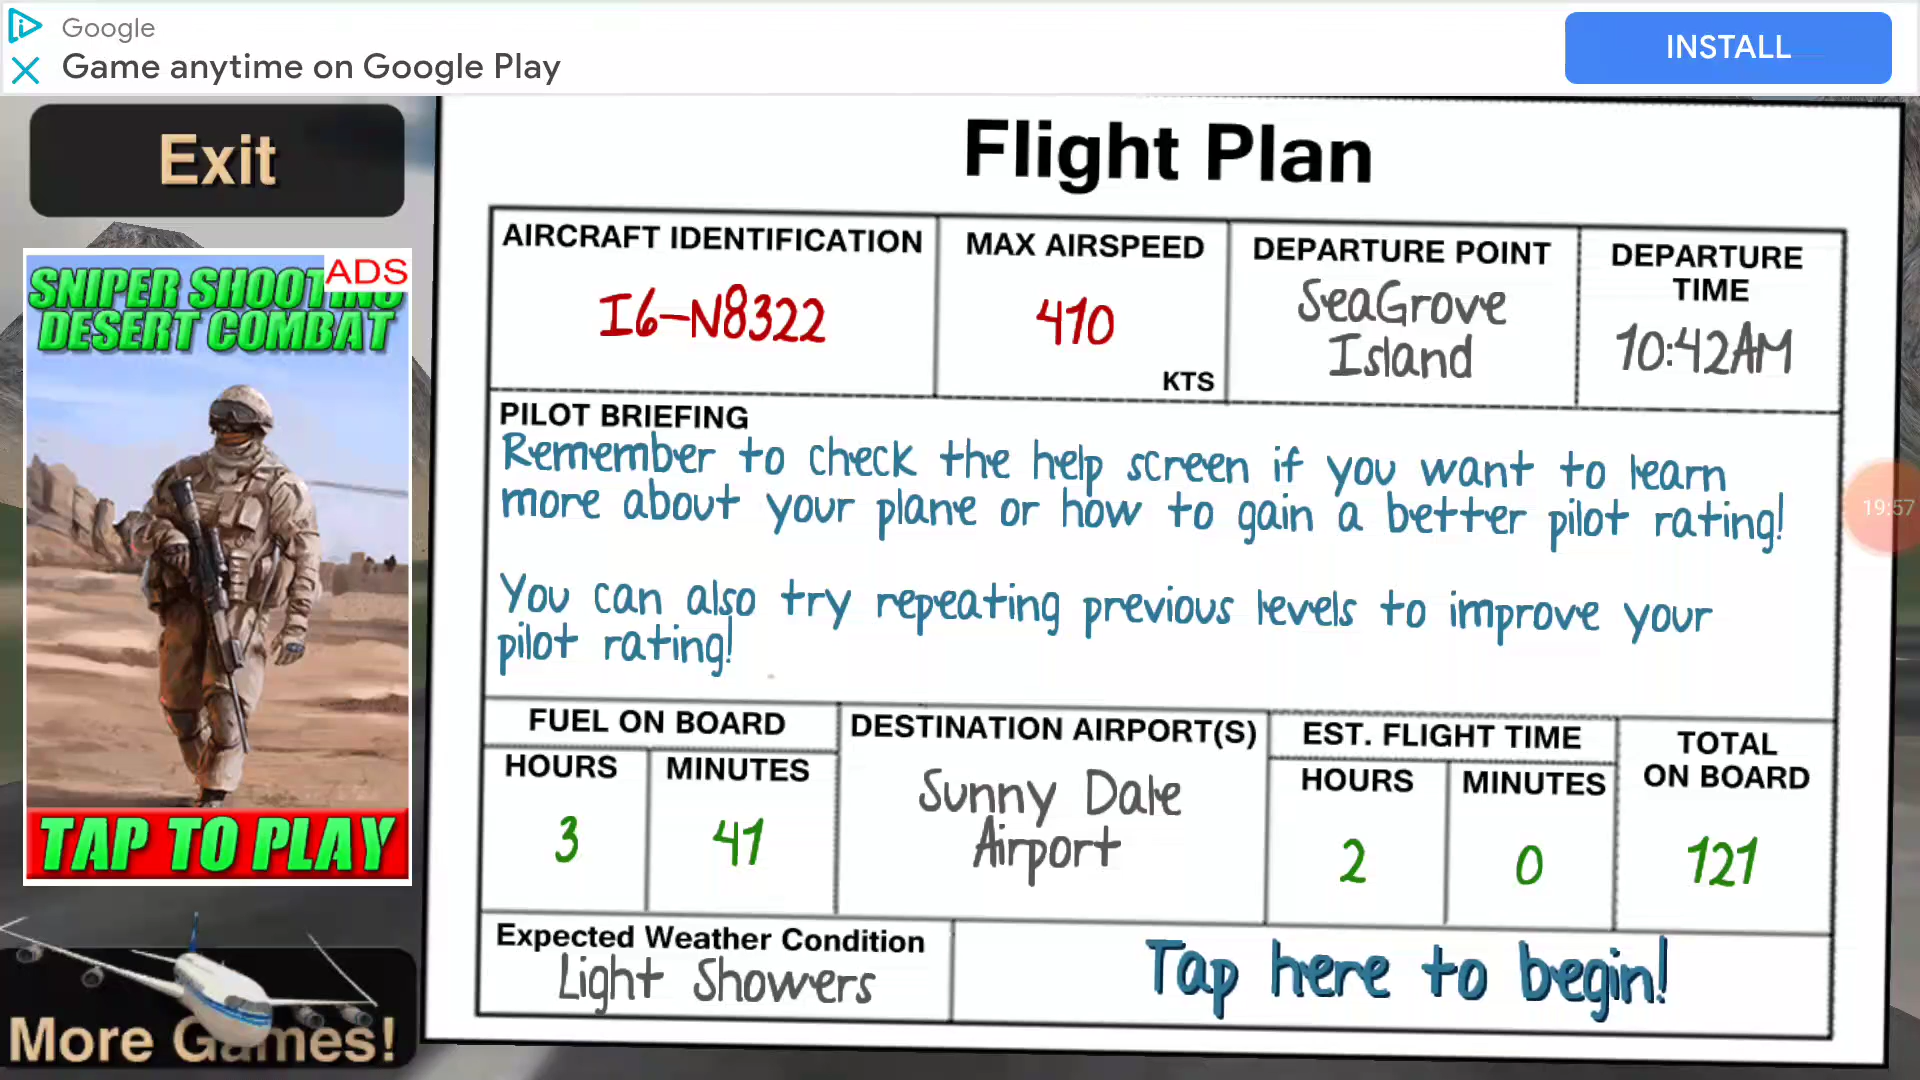 Google
Game anytime on Google Play
INSTALL
Exit
ADS
SNIPER SHOOTING
DESERT COMBAT
TAP TO PLAY
More Games!
Flight Plan
AIRCRAFT IDENTIFICATION
I6-N8322
MAX AIRSPEED
410
KTS
DEPARTURE POINT
SeaGrove
Island
DEPARTURE
TIME
10:42AM
PILOT BRIEFING
Remember to check the help screen if you want to learn
more about your plane or how to gain a better pilot rating!
You can also try repeating previous levels to improve your
pilot rating!
FUEL ON BOARD
HOURS
MINUTES
3
41
DESTINATION AIRPORT(S)
Sunny Dale
Airport
EST. FLIGHT TIME
HOURS
MINUTES
2
0
TOTAL
ON BOARD
121
Expected Weather Condition
Light Showers
Tap here to begin!
19:57